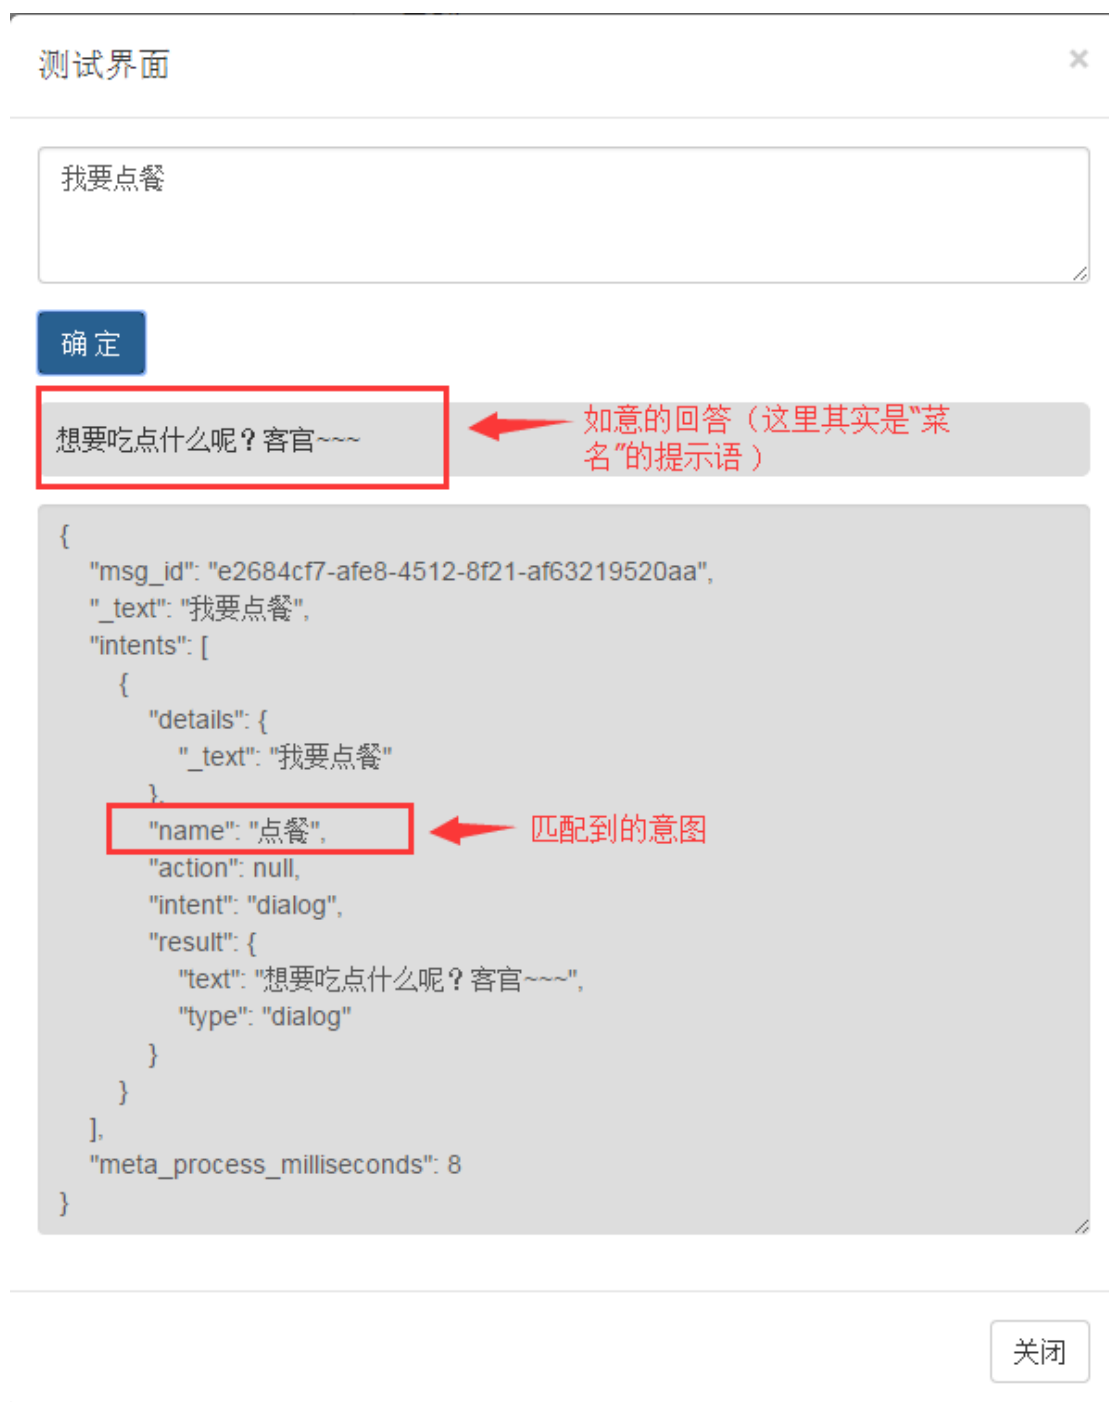 测试界面
×
我要点餐
确定
想要吃点什么呢？客官~~~
如意的回答（这里其实是“菜
名”的提示语）
{
"msg_id": "e2684cf7-afe8-4512-8f21-af63219520aa",
"_text": "我要点餐",
"intents": [
{
"details": {
"_text": "我要点餐"
},
"name": "点餐",
匹配到的意图
"action": null,
"intent": "dialog",
"result": {
"text": "想要吃点什么呢？客官~~~",
"type": "dialog"
}
}
],
"meta_process_milliseconds": 8
}
关闭